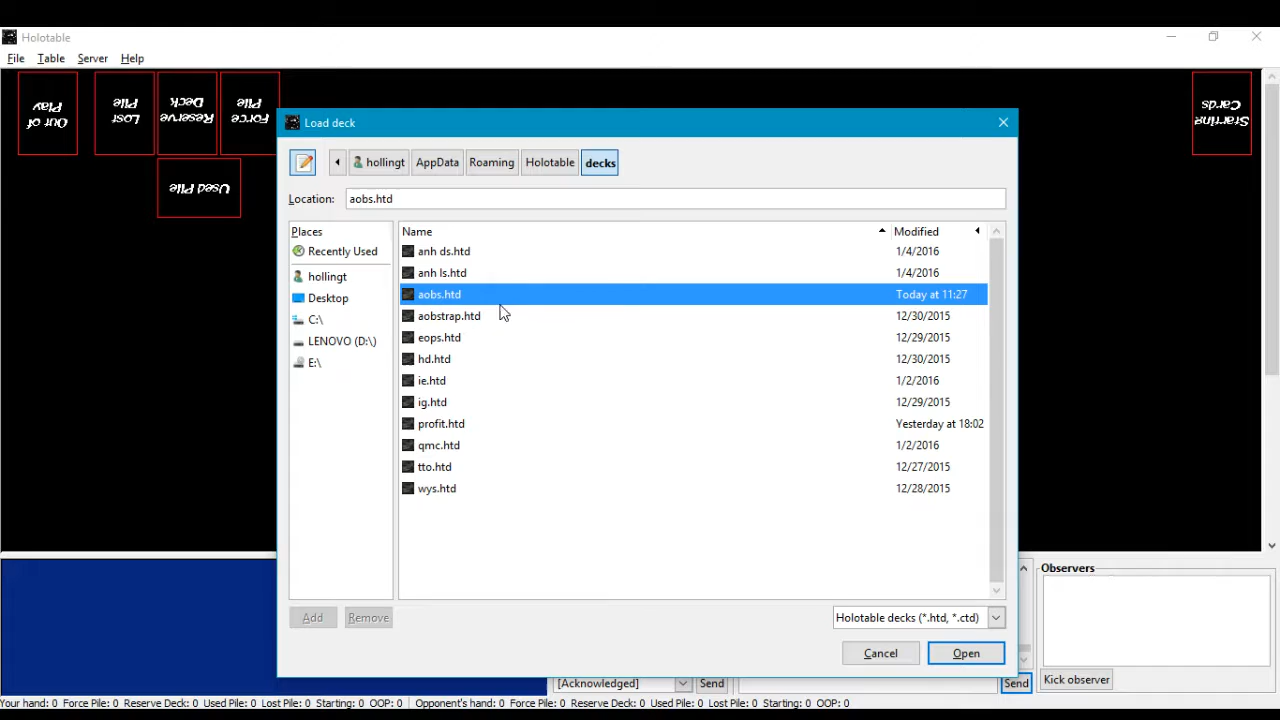 Holotable
File Table Server Help
Out of Play
Lost Pile
Reserve Deck
Force Pile
Starting Cards
Used Pile
Load deck
hollingt AppData Roaming Holotable decks
Location: aobs.htd
Places
Recently Used
hollingt
Desktop
C:\
LENOVO (D:\)
E:\
Name Modified
anh ds.htd 1/4/2016
anh ls.htd 1/4/2016
aobs.htd Today at 11:27
aobstrap.htd 12/30/2015
eops.htd 12/29/2015
hd.htd 12/30/2015
ie.htd 1/2/2016
ig.htd 12/29/2015
profit.htd Yesterday at 18:02
qmc.htd 1/2/2016
tto.htd 12/27/2015
wys.htd 12/28/2015
Add Remove
Holotable decks (*.htd, *.ctd)
Cancel Open
Observers
[Acknowledged] Send Send Kick observer
Your hand: 0 Force Pile: 0 Reserve Deck: 0 Used Pile: 0 Lost Pile: 0 Starting: 0 OOP: 0 Opponent's hand: 0 Force Pile: 0 Reserve Deck: 0 Used Pile: 0 Lost Pile: 0 Starting: 0 OOP: 0